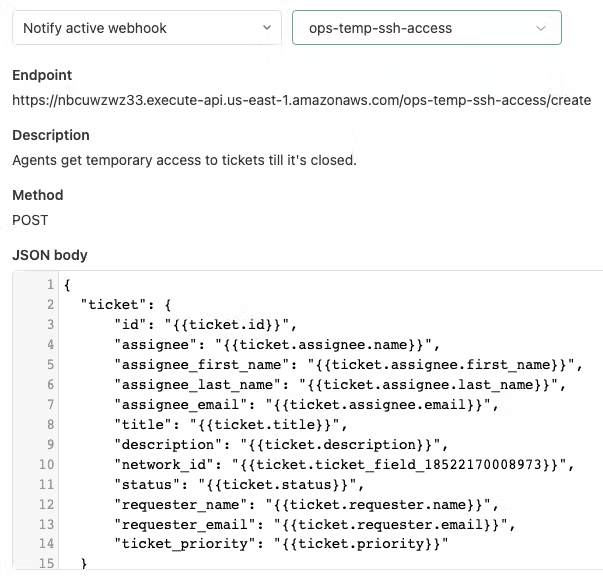 Notify active webhook
ops-temp-ssh-access
Endpoint
https://nbcuwzwz33.execute-api.us-east-1.amazonaws.com/ops-temp-ssh-access/create
Description
Agents get temporary access to tickets till it's closed.
Method
POST
JSON body
1 {
2 "ticket": {
3 "id": "{{ticket.id}}",
4 "assignee": "{{ticket.assignee.name}}",
5 "assignee_first_name": "{{ticket.assignee.first_name}}",
6 "assignee_last_name": "{{ticket.assignee.last_name}}",
7 "assignee_email": "{{ticket.assignee.email}}",
8 "title": "{{ticket.title}}",
9 "description": "{{ticket.description}}",
10 "network_id": "{{ticket.ticket_field_18522170008973}}",
11 "status": "{{ticket.status}}",
12 "requester_name": "{{ticket.requester.name}}",
13 "requester_email": "{{ticket.requester.email}}",
14 "ticket_priority": "{{ticket.priority}}"
15 }